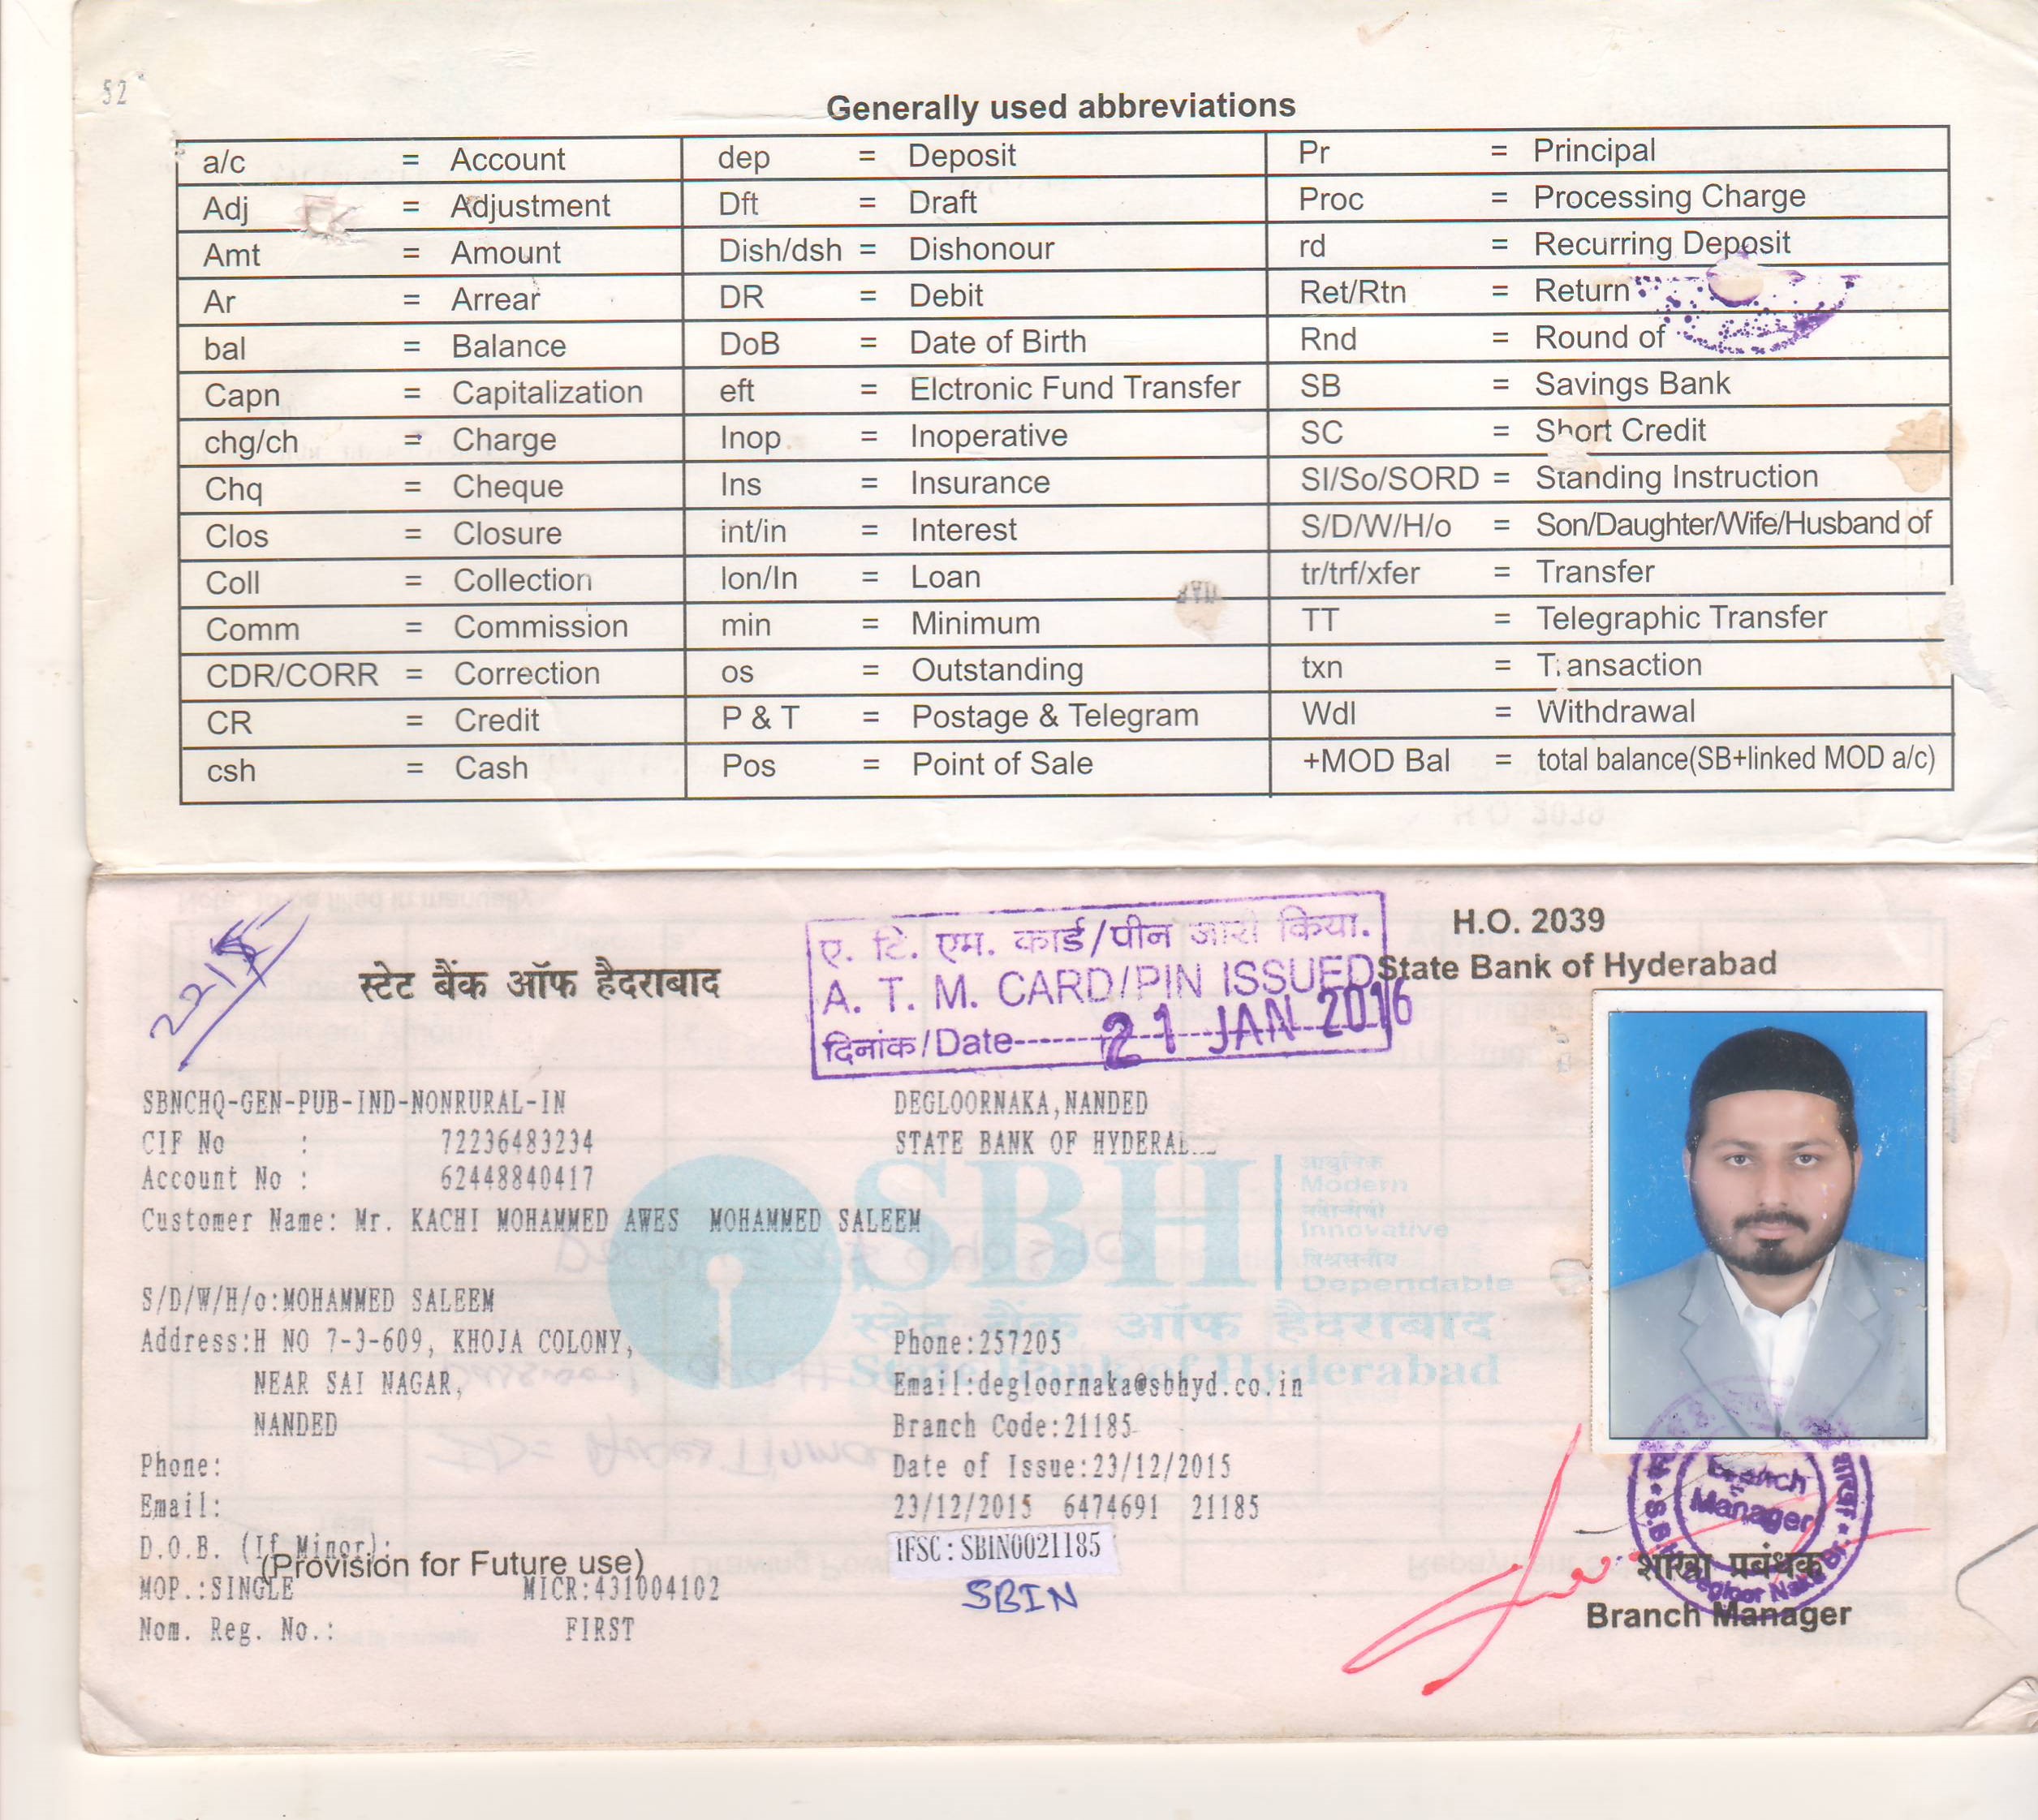 52
Generally used abbreviations
a/c = Account dep = Deposit Pr = Principal
Adj = Adjustment Dft = Draft Proc = Processing Charge
Amt = Amount Dish/dsh = Dishonour rd = Recurring Deposit
Ar = Arrear DR = Debit Ret/Rtn = Return
bal = Balance DoB = Date of Birth Rnd = Round of
Capn = Capitalization eft = Elctronic Fund Transfer SB = Savings Bank
chg/ch = Charge Inop = Inoperative SC = Short Credit
Chq = Cheque Ins = Insurance SI/So/SORD = Standing Instruction
Clos = Closure int/in = Interest S/D/W/H/o = Son/Daughter/Wife/Husband of
Coll = Collection lon/ln = Loan tr/trf/xfer = Transfer
Comm = Commission min = Minimum TT = Telegraphic Transfer
CDR/CORR = Correction os = Outstanding txn = Transaction
CR = Credit P & T = Postage & Telegram Wdl = Withdrawal
csh = Cash Pos = Point of Sale +MOD Bal = total balance(SB+linked MOD a/c)
H.O. 2039
स्टेट बैंक ऑफ हैदराबाद State Bank of Hyderabad
ए. टि. एम. कार्ड/पीन जारी किया.
A. T. M. CARD/PIN ISSUED
दिनांक/Date 21 JAN 2016
SBNCHQ-GEN-PUB-IND-NONRURAL-IN DEGLOORNAKA,NANDED
CIF No : 72236483234 STATE BANK OF
Account No : 62448840417
Customer Name: Mr. KACHI MOHAMMED AWES MOHAMMED SALEEM
SBH
आधुनिक
Modern
Innovative
विश्वसनीय
Dependable
स्टेट बैंक ऑफ हैदराबाद
State Bank of Hyderabad
S/D/W/H/o:MOHAMMED SALEEM
Address:H NO 7-3-609, KHOJA COLONY, Phone:257205
NEAR SAI NAGAR, Email:degloornaka@sbhyd.co.in
NANDED Branch Code:21185
Phone: Date of Issue:23/12/2015
Email: 23/12/2015 6474691 21185
D.O.B. (If Minor): IFSC: SBIN0021185
(Provision for Future use)
MOP.:SINGLE MICR:431004102 SBIN
Nom. Reg. No.: FIRST
Branch
Manager
शाखा प्रबंधक
Branch Manager